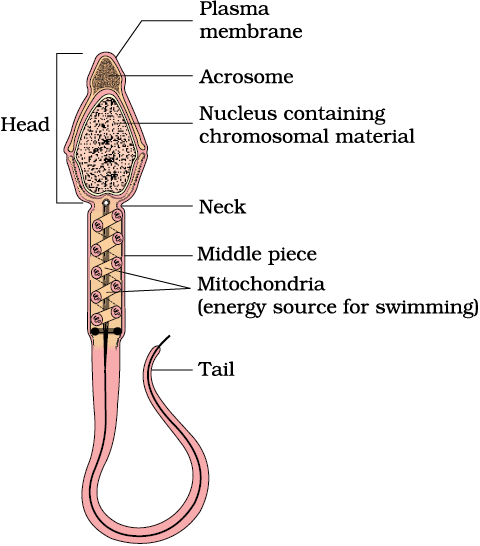 Plasma
membrane
Acrosome
Head
Nucleus containing
chromosomal material
Neck
Middle piece
Mitochondria
(energy source for swimming)
Tail